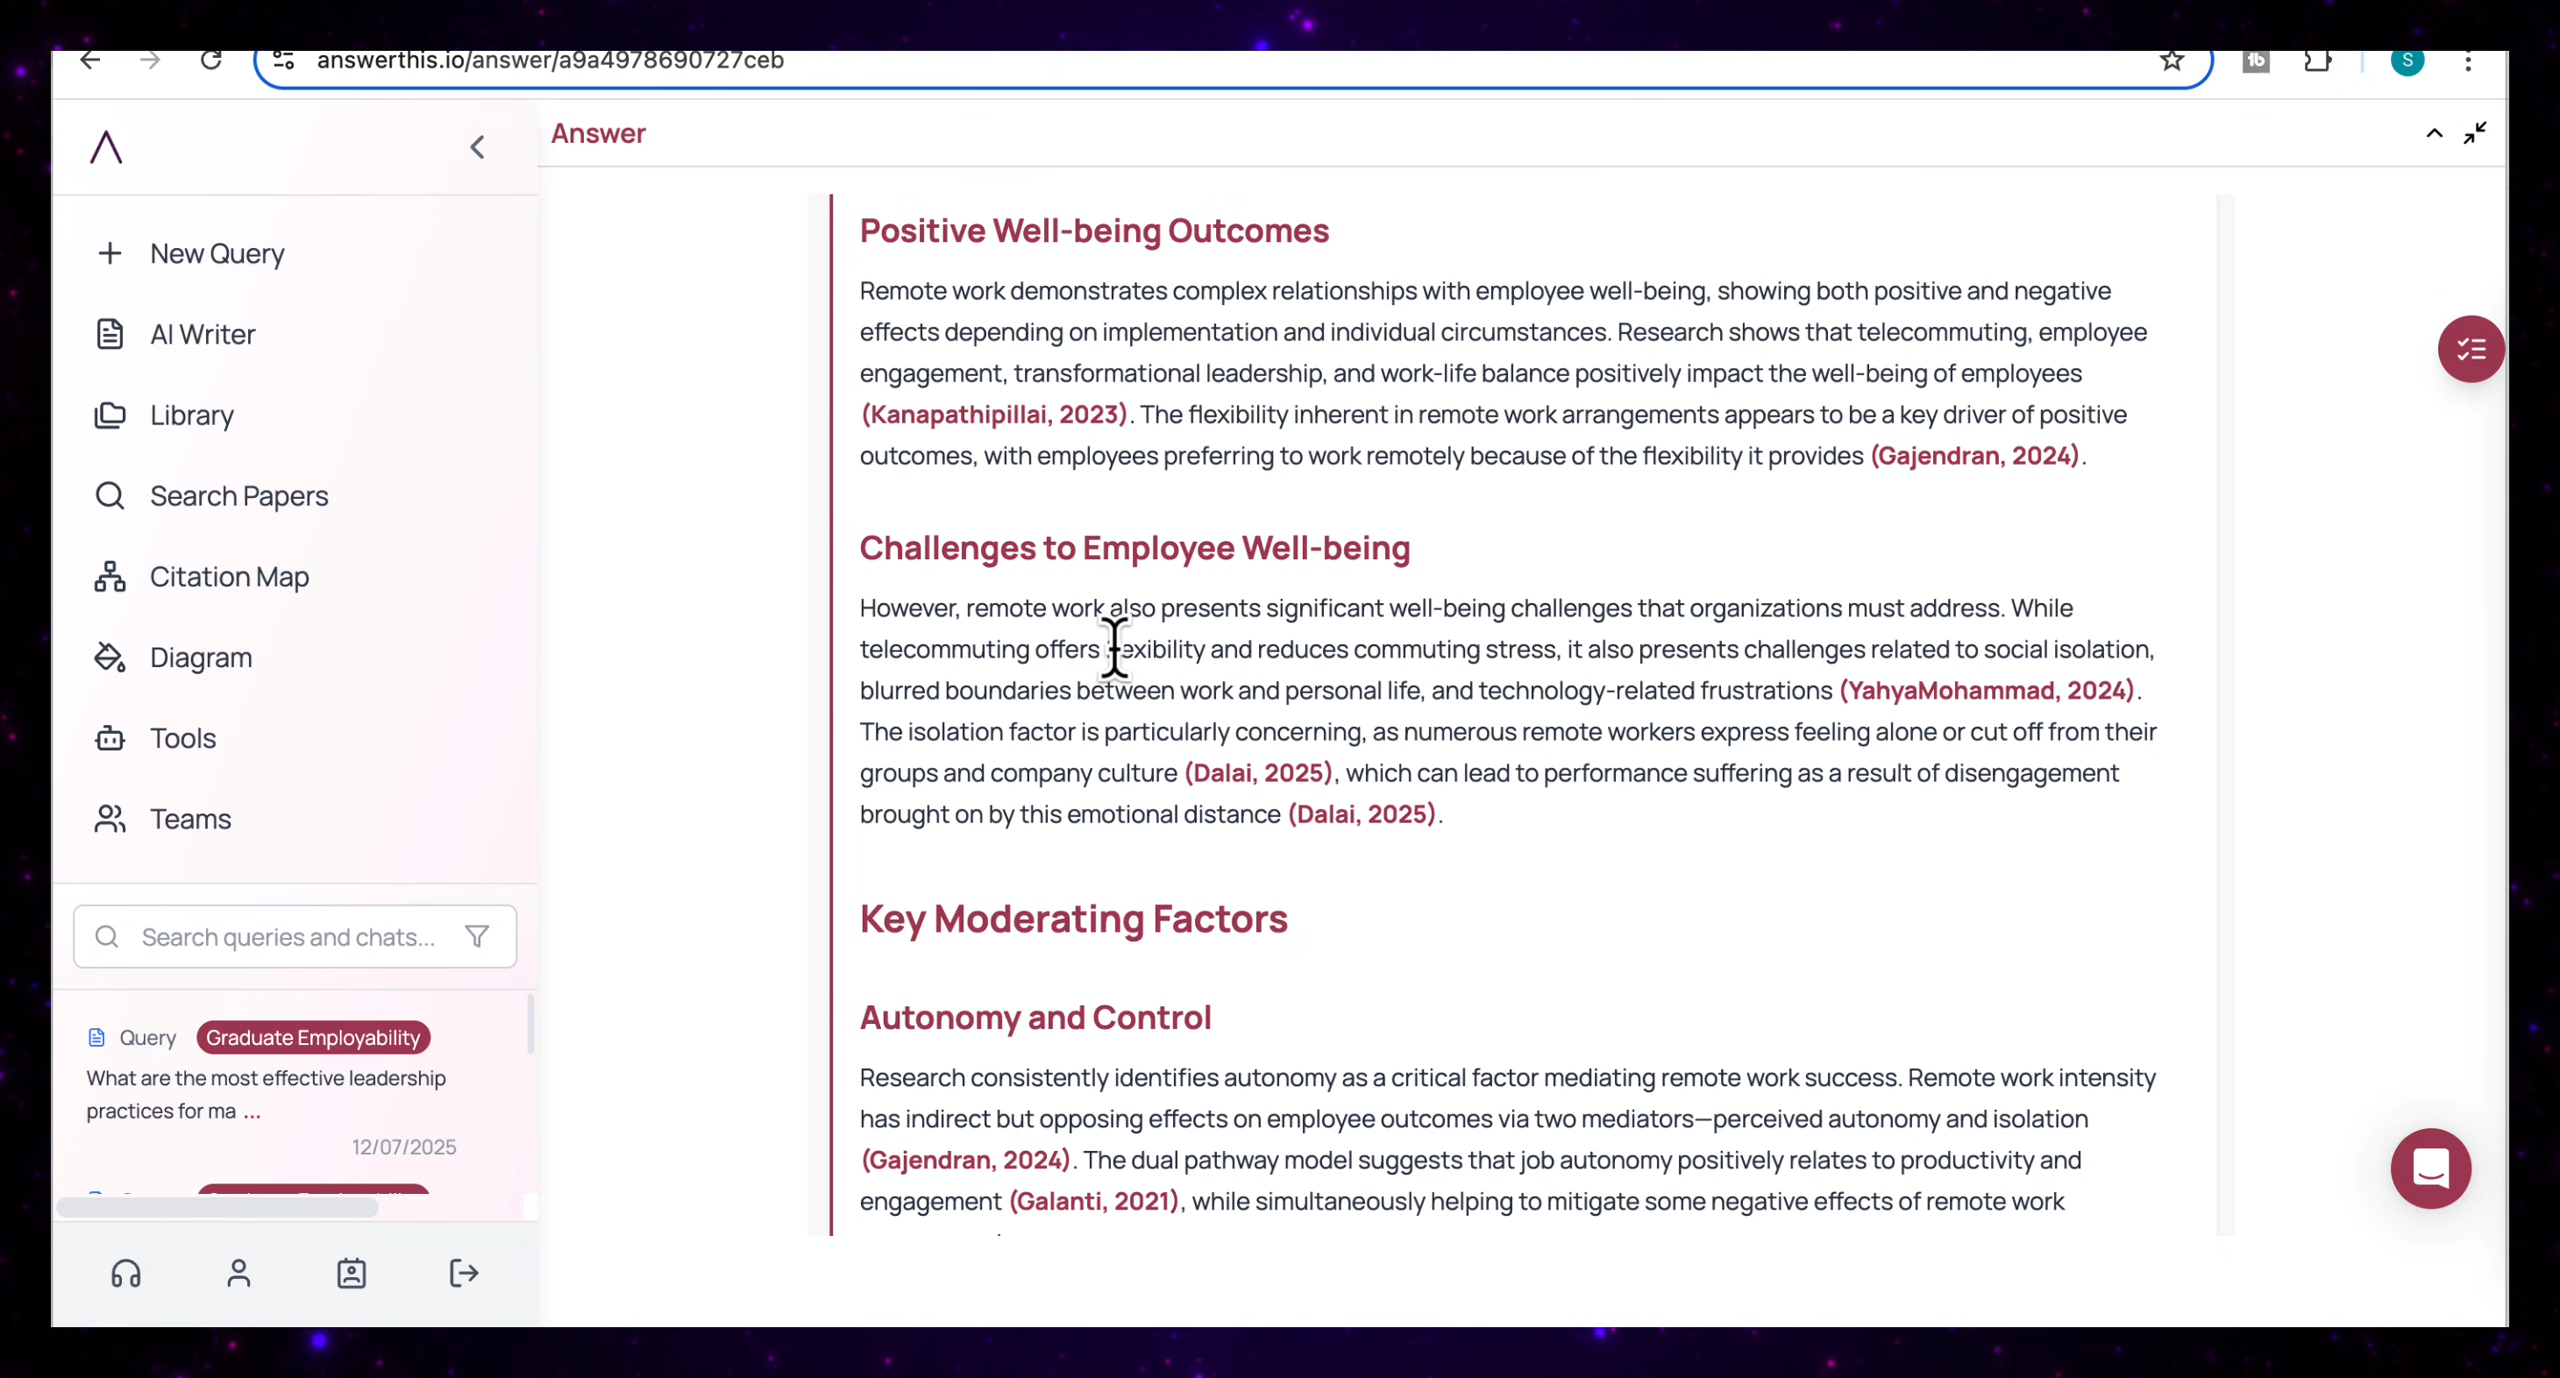 answerthis.io/answer/a9a4978690727ceb
S
Answer
New Query
AI Writer
Library
Search Papers
Citation Map
Diagram
Tools
Teams
Search queries and chats...
Query Graduate Employability
What are the most effective leadership
practices for ma ...
12/07/2025
Positive Well-being Outcomes
Remote work demonstrates complex relationships with employee well-being, showing both positive and negative
effects depending on implementation and individual circumstances. Research shows that telecommuting, employee
engagement, transformational leadership, and work-life balance positively impact the well-being of employees
(Kanapathipillai, 2023). The flexibility inherent in remote work arrangements appears to be a key driver of positive
outcomes, with employees preferring to work remotely because of the flexibility it provides (Gajendran, 2024).
Challenges to Employee Well-being
However, remote work also presents significant well-being challenges that organizations must address. While
telecommuting offers flexibility and reduces commuting stress, it also presents challenges related to social isolation,
blurred boundaries between work and personal life, and technology-related frustrations (YahyaMohammad, 2024).
The isolation factor is particularly concerning, as numerous remote workers express feeling alone or cut off from their
groups and company culture (Dalai, 2025), which can lead to performance suffering as a result of disengagement
brought on by this emotional distance (Dalai, 2025).
Key Moderating Factors
Autonomy and Control
Research consistently identifies autonomy as a critical factor mediating remote work success. Remote work intensity
has indirect but opposing effects on employee outcomes via two mediators—perceived autonomy and isolation
(Gajendran, 2024). The dual pathway model suggests that job autonomy positively relates to productivity and
engagement (Galanti, 2021), while simultaneously helping to mitigate some negative effects of remote work